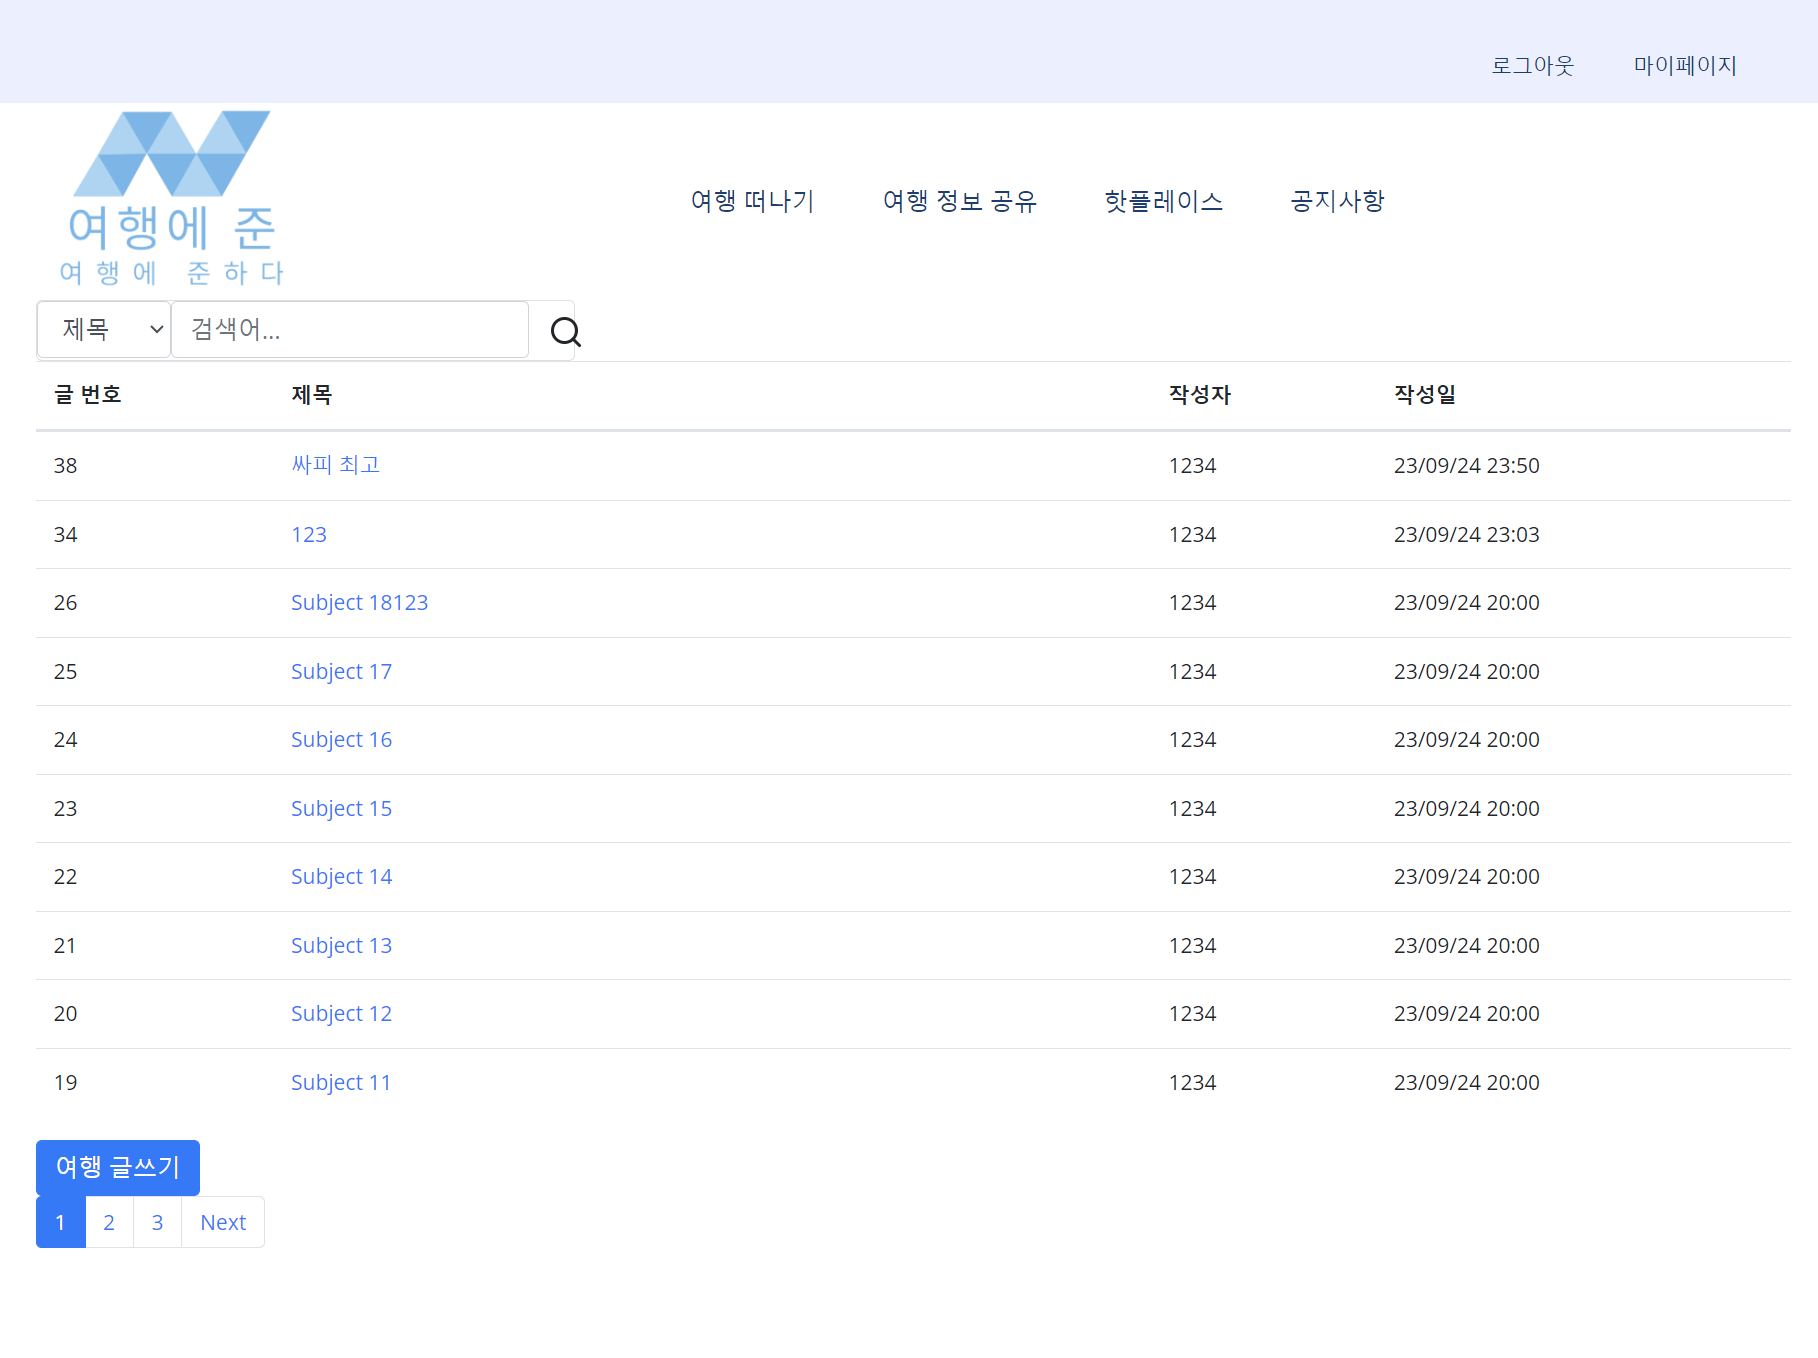 로그아웃 마이페이지
여행에 준
여행에 준하다
여행 떠나기 여행 정보 공유 핫플레이스 공지사항
제목 검색어...
글 번호 제목 작성자 작성일
38 싸피 최고 1234 23/09/24 23:50
34 123 1234 23/09/24 23:03
26 Subject 18123 1234 23/09/24 20:00
25 Subject 17 1234 23/09/24 20:00
24 Subject 16 1234 23/09/24 20:00
23 Subject 15 1234 23/09/24 20:00
22 Subject 14 1234 23/09/24 20:00
21 Subject 13 1234 23/09/24 20:00
20 Subject 12 1234 23/09/24 20:00
19 Subject 11 1234 23/09/24 20:00
여행 글쓰기
1 2 3 Next